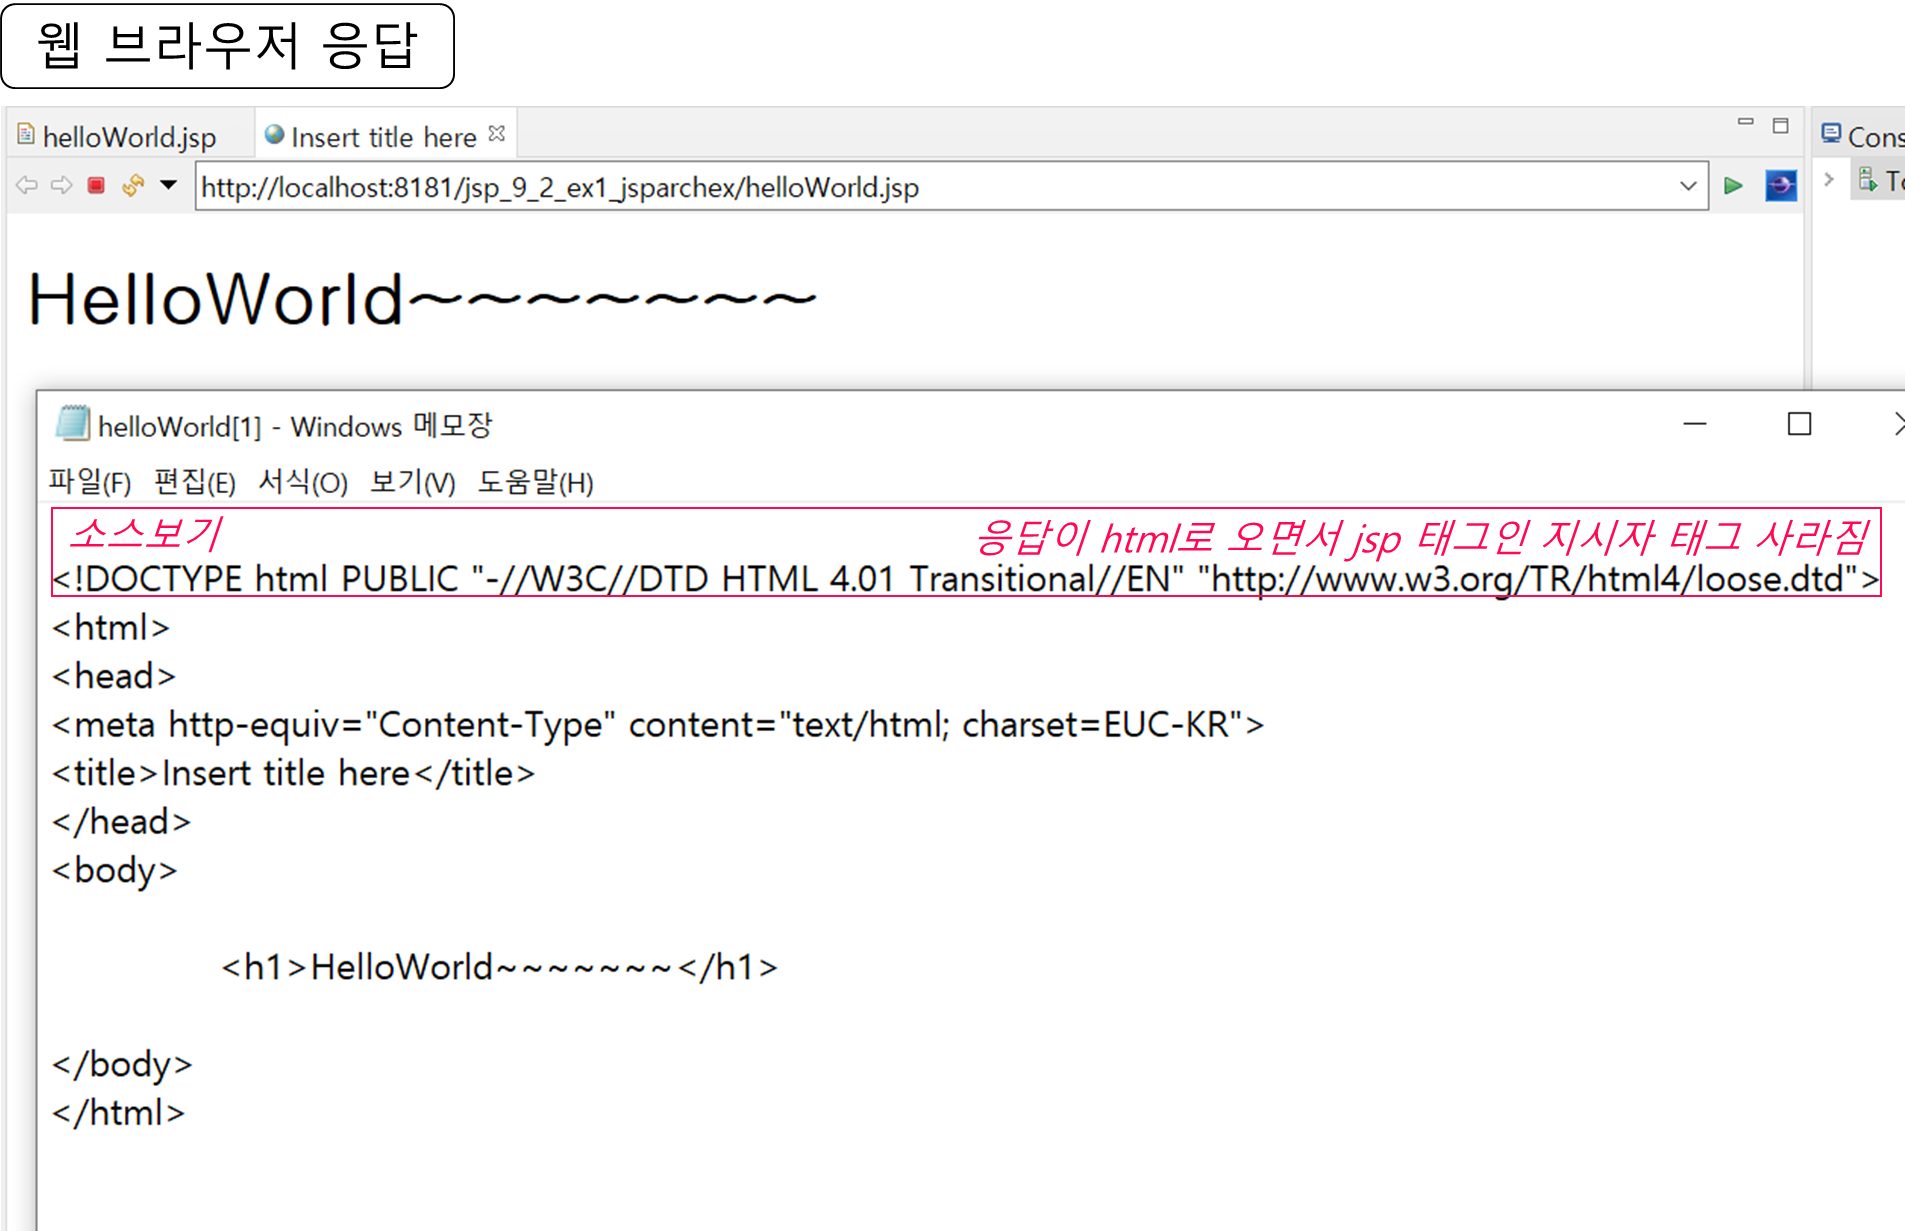 웹 브라우저 응답
helloWorld.jsp
Insert title here
Cons
http://localhost:8181/jsp_9_2_ex1_jsparchex/helloWorld.jsp
HelloWorld~~~~~~~
helloWorld[1] - Windows 메모장
파일(F) 편집(E) 서식(O) 보기(V) 도움말(H)
소스보기
응답이 html로 오면서 jsp 태그인 지시자 태그 사라짐
<!DOCTYPE html PUBLIC "-//W3C//DTD HTML 4.01 Transitional//EN" "http://www.w3.org/TR/html4/loose.dtd">
<html>
<head>
<meta http-equiv="Content-Type" content="text/html; charset=EUC-KR">
<title>Insert title here</title>
</head>
<body>
<h1>HelloWorld~~~~~~~</h1>
</body>
</html>